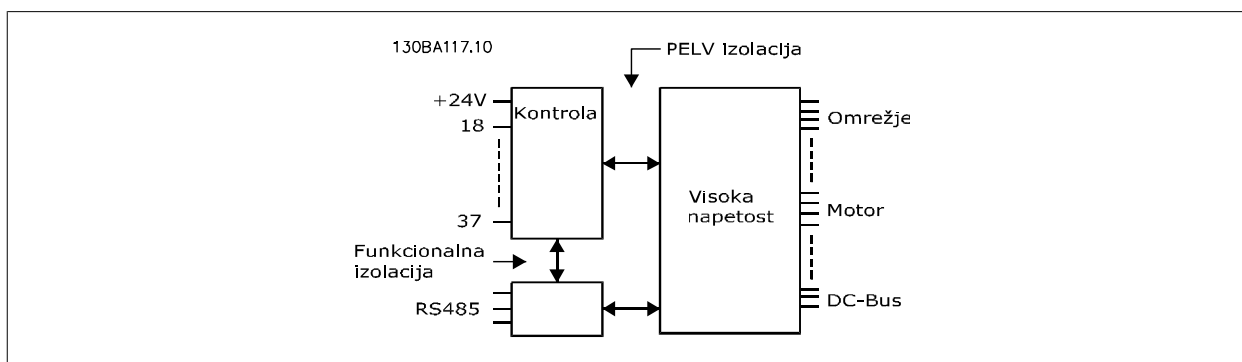 130BA117.10
PELV izolacija
+24V
Kontrola
18
37
Omrežje
Visoka
napetost
Motor
Funkcionalna
izolacija
RS485
DC-Bus